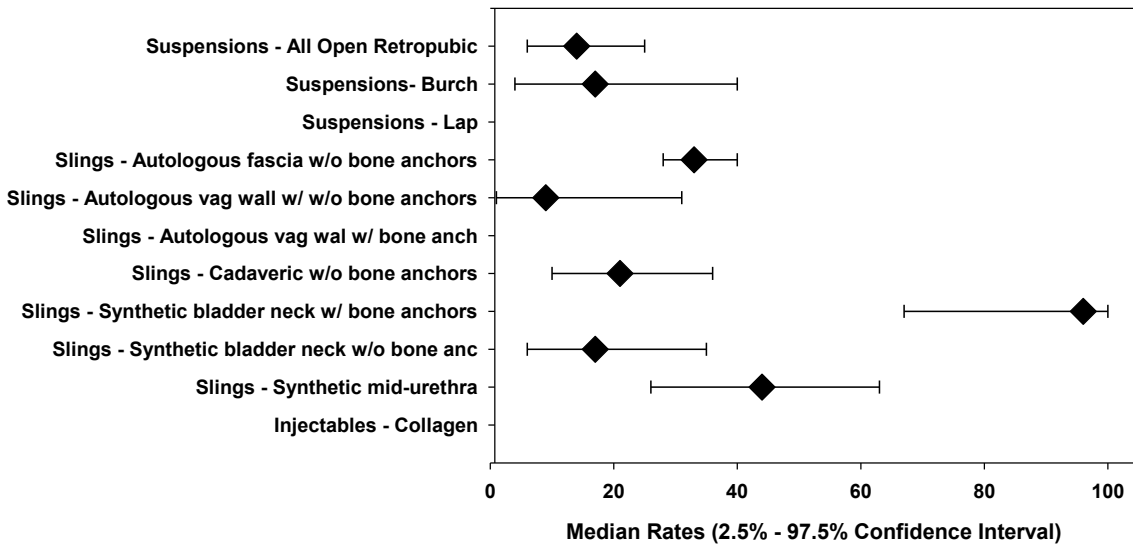 Suspensions - All Open Retropubic
Suspensions- Burch
Suspensions - Lap
Slings - Autologous fascia w/o bone anchors
Slings - Autologous vag wall w/ w/o bone anchors
Slings - Autologous vag wal w/ bone anch
Slings - Cadaveric w/o bone anchors
Slings - Synthetic bladder neck w/ bone anchors
Slings - Synthetic bladder neck w/o bone anc
Slings - Synthetic mid-urethra
Injectables - Collagen
0 20 40 60 80 100
Median Rates (2.5% - 97.5% Confidence Interval)